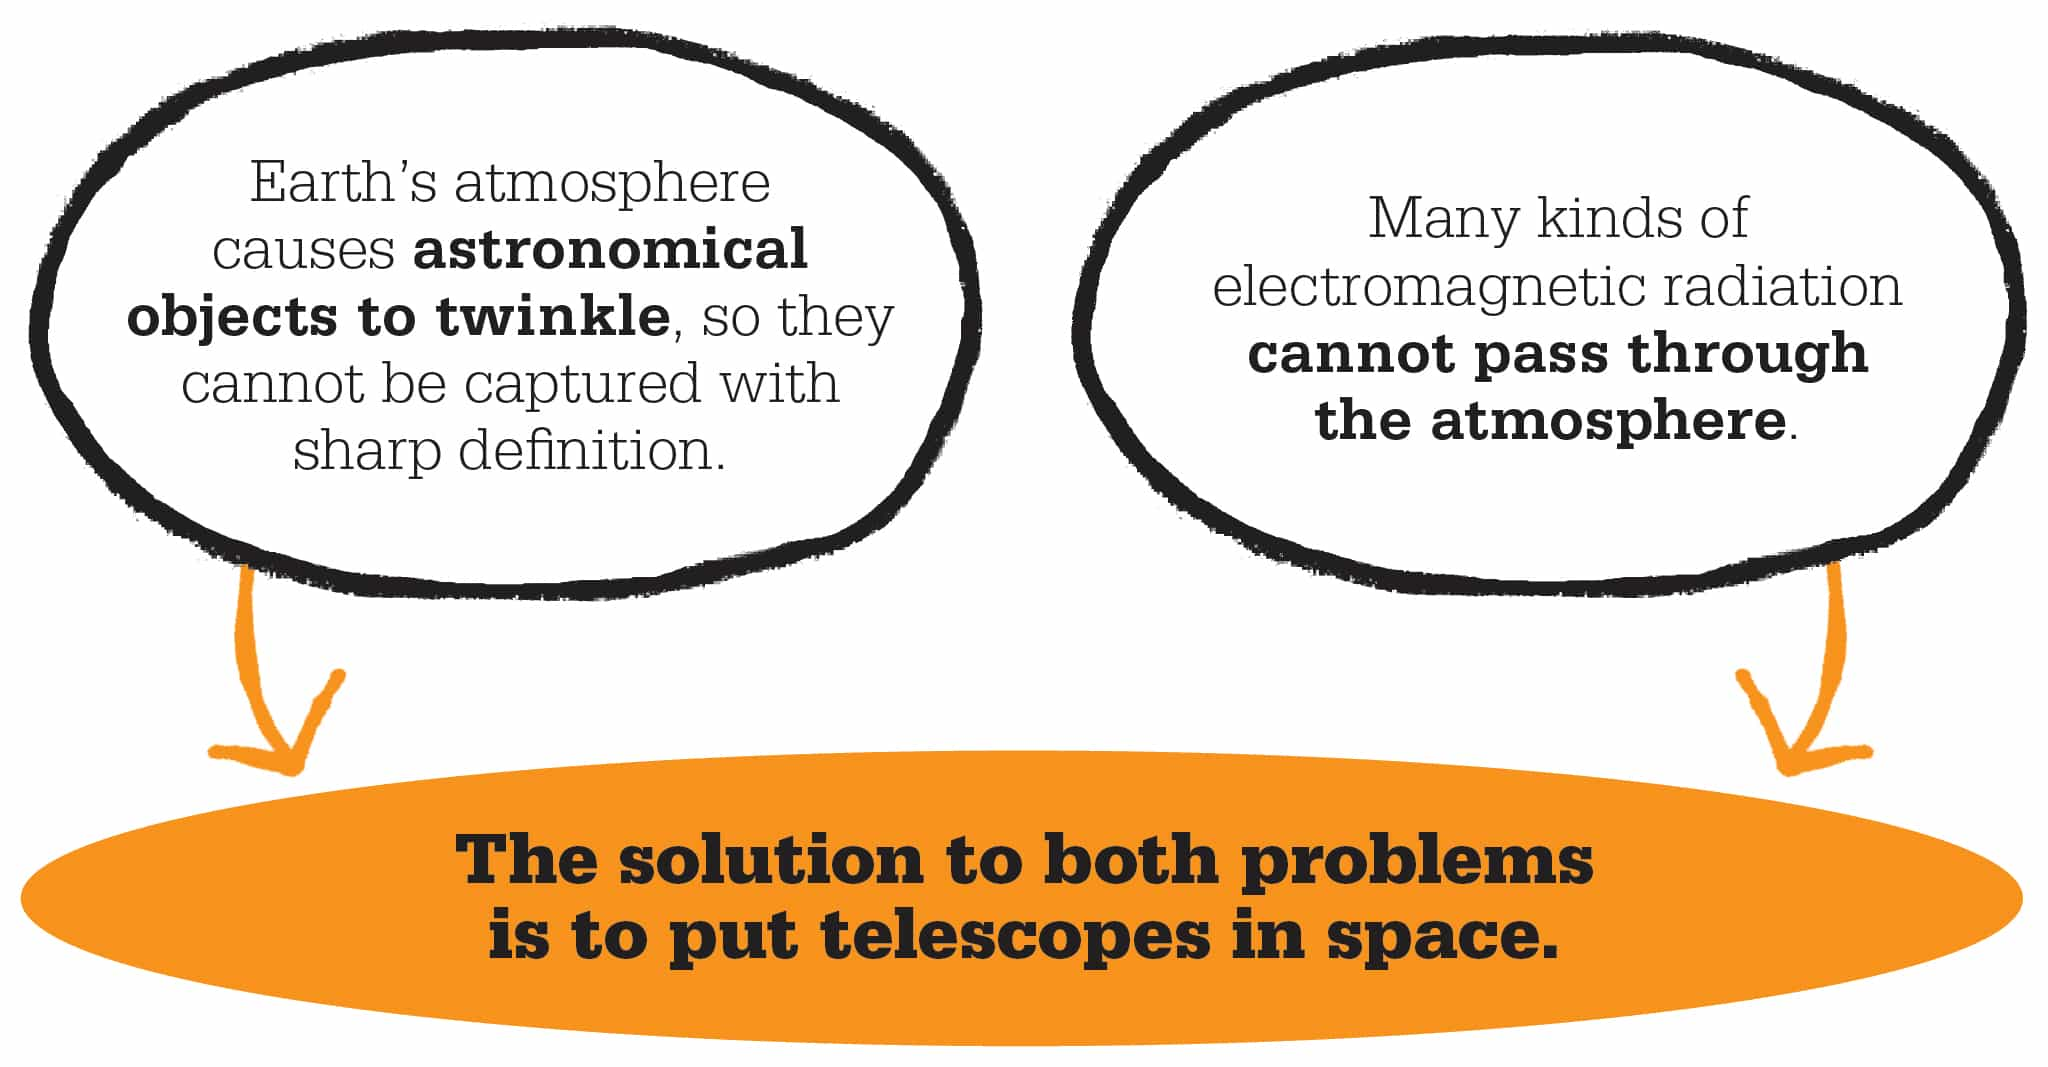 Earth’s atmosphere
causes astronomical
objects to twinkle, so they
cannot be captured with
sharp definition.
Many kinds of
electromagnetic radiation
cannot pass through
the atmosphere.
The solution to both problems
is to put telescopes in space.